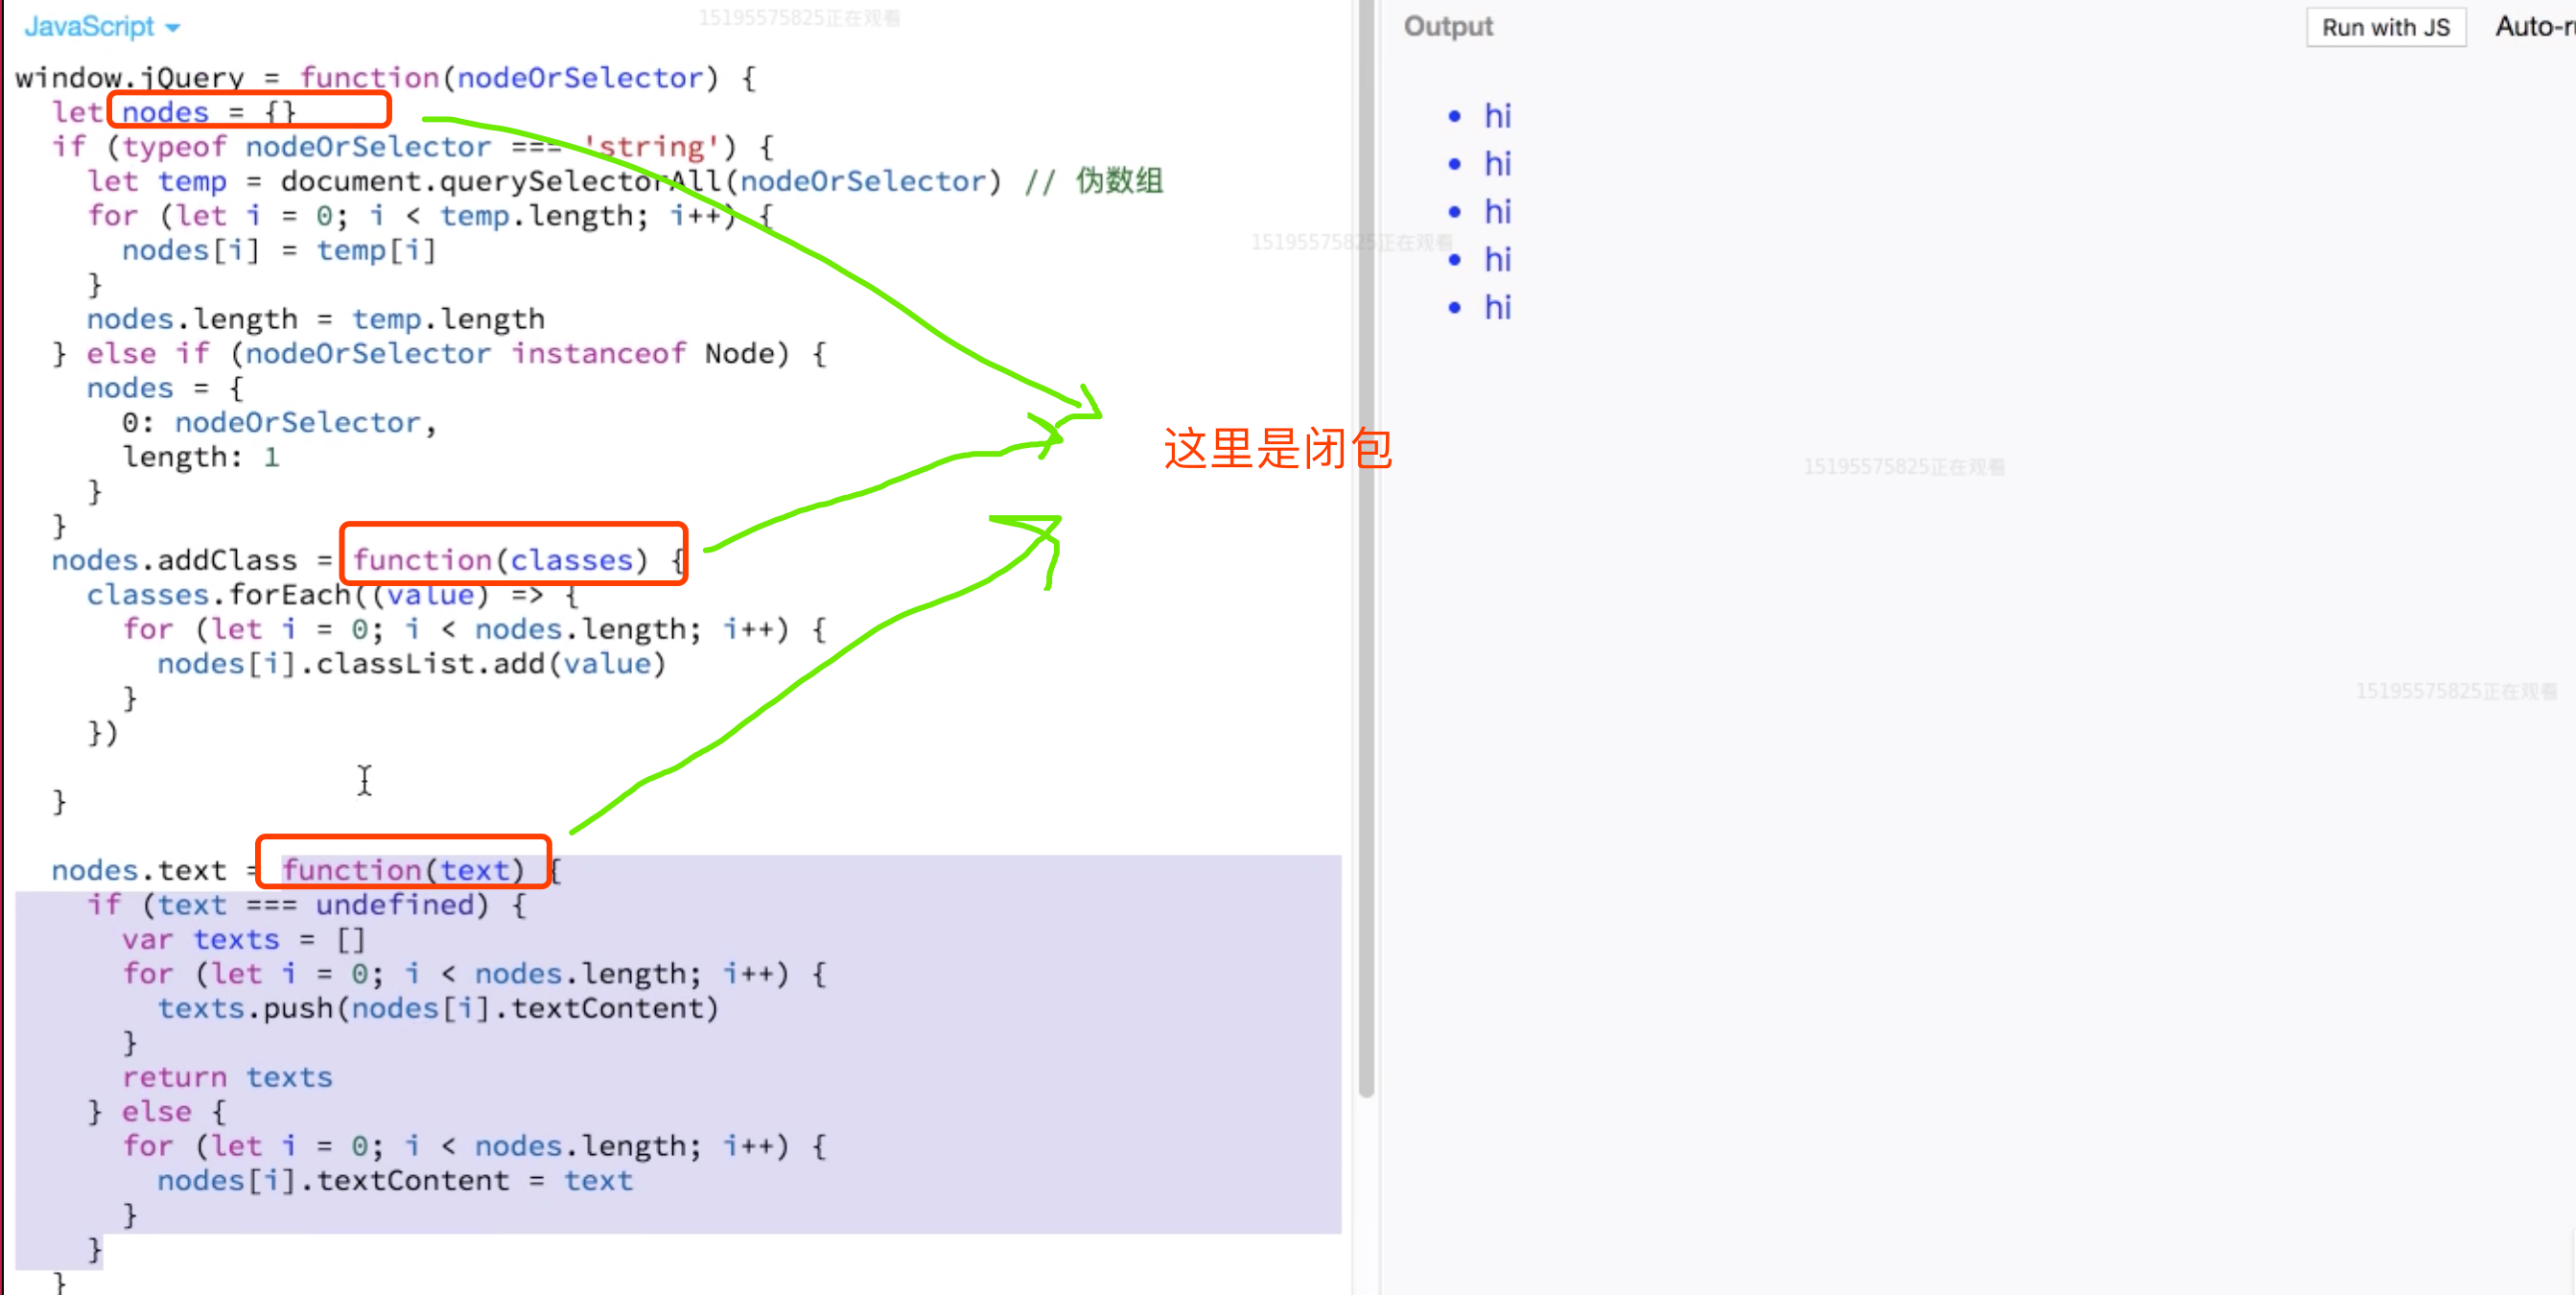 JavaScript
15195575825正在观看
Output
Run with JS
window.jQuery = function(nodeOrSelector) {
let nodes = {}
if (typeof nodeOrSelector === 'string') {
let temp = document.querySelectorAll(nodeOrSelector) // 伪数组
for (let i = 0; i < temp.length; i++) {
nodes[i] = temp[i]
}
nodes.length = temp.length
} else if (nodeOrSelector instanceof Node) {
nodes = {
0: nodeOrSelector,
length: 1
}
}
nodes.addClass = function(classes) {
classes.forEach((value) => {
for (let i = 0; i < nodes.length; i++) {
nodes[i].classList.add(value)
}
})
}
nodes.text = function(text) {
if (text === undefined) {
var texts = []
for (let i = 0; i < nodes.length; i++) {
texts.push(nodes[i].textContent)
}
return texts
} else {
for (let i = 0; i < nodes.length; i++) {
nodes[i].textContent = text
}
}
}
这里是闭包
hi
hi
hi
hi
hi
15195575825正在观看
15195575825正在观看
15195575825正在观看